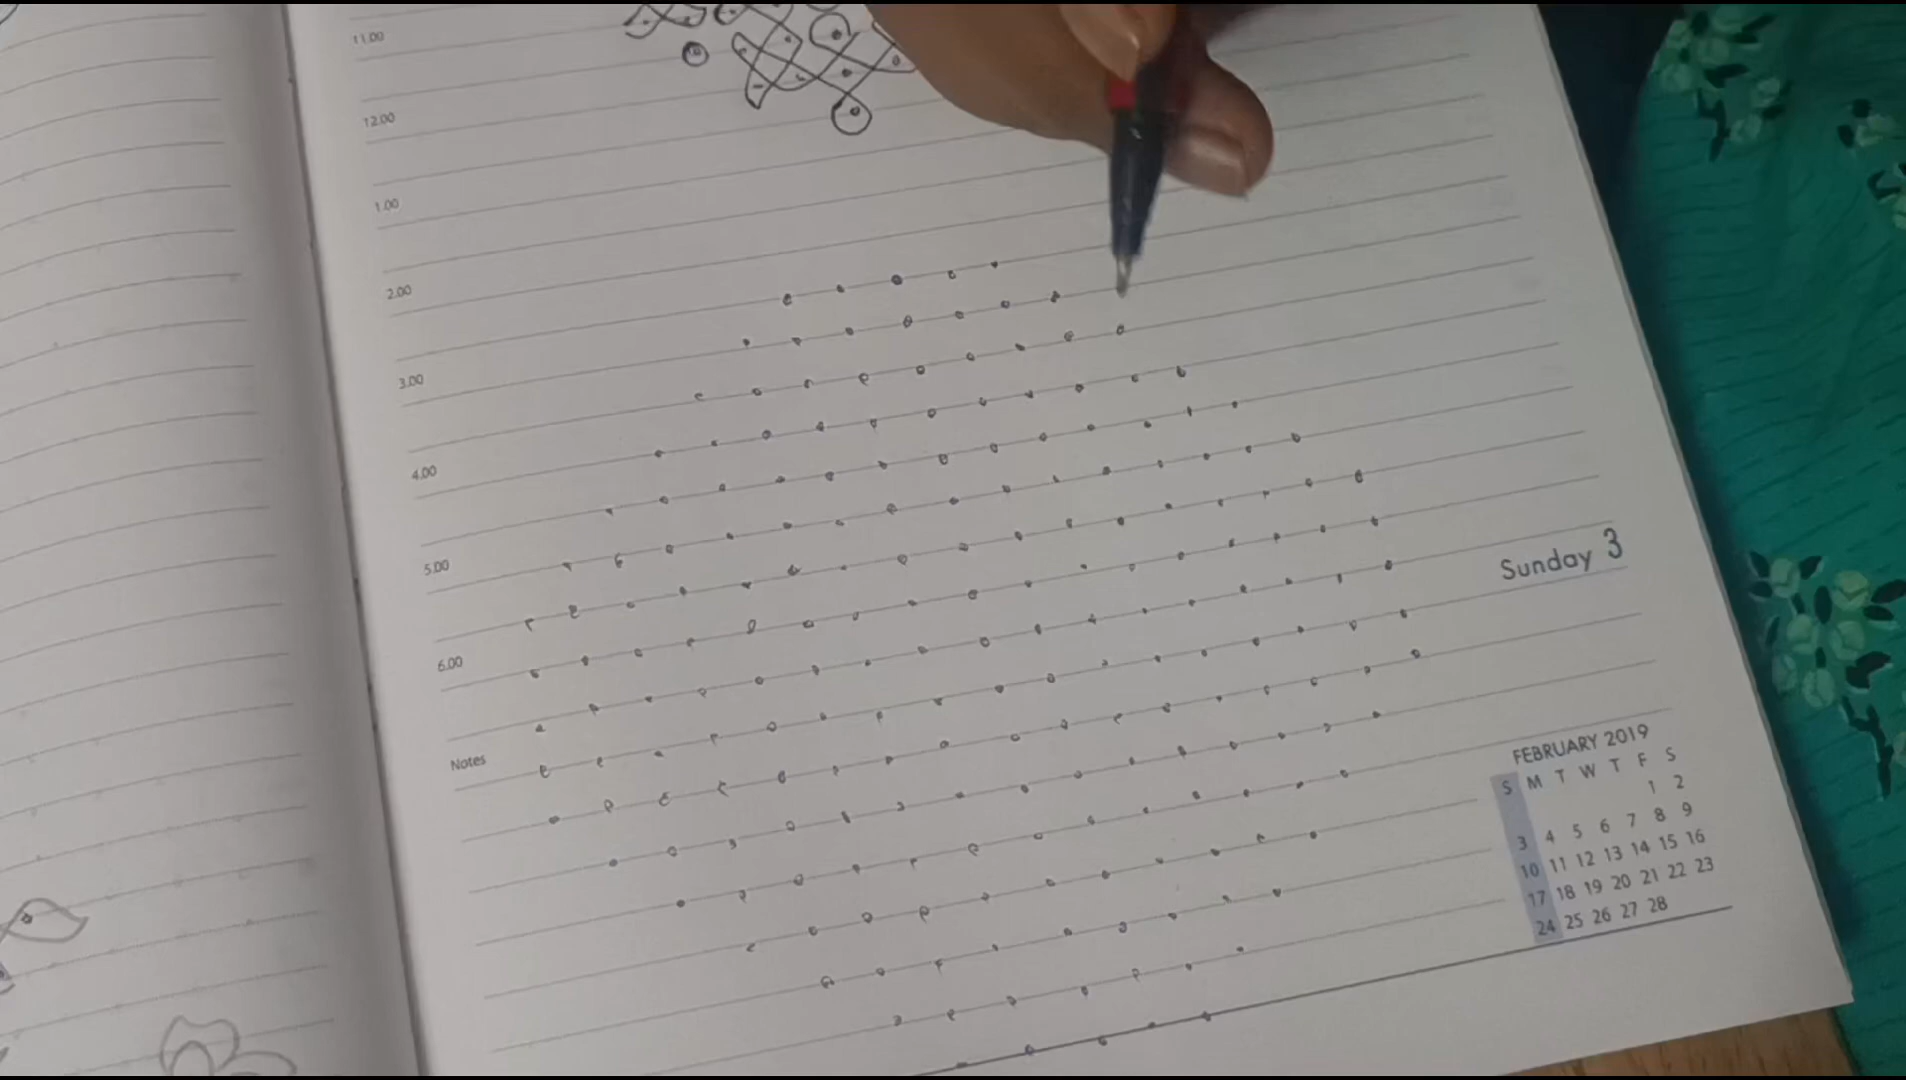 11.00
12.00
1.00
2.00
3.00
4.00
5.00
6.00
Notes
Sunday 3
FEBRUARY 2019
S M T W T F S
1 2
3 4 5 6 7 8 9
10 11 12 13 14 15 16
17 18 19 20 21 22 23
24 25 26 27 28